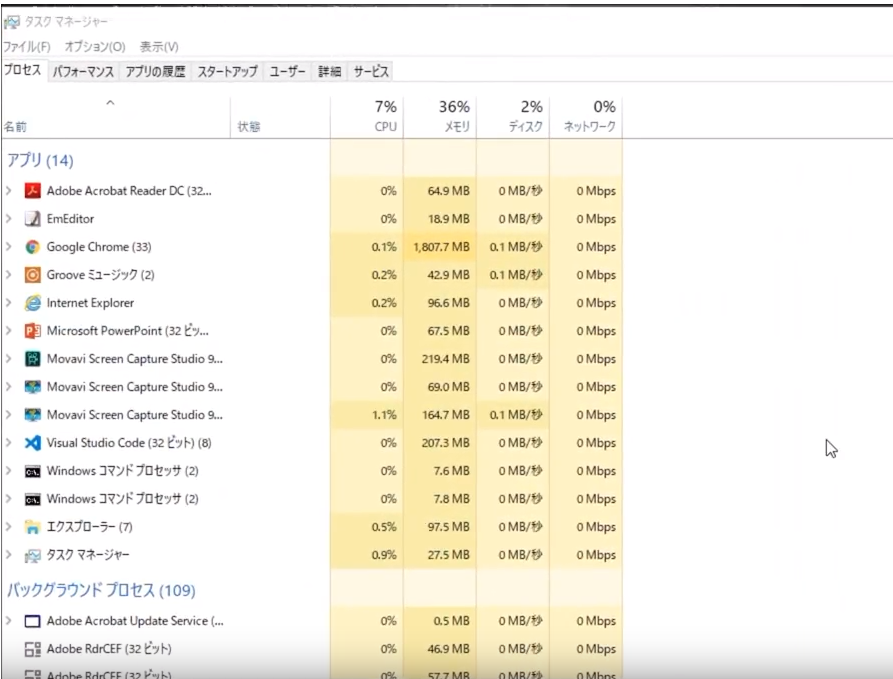 タスク マネージャー
ファイル(F) オプション(O) 表示(V)
プロセス パフォーマンス アプリの履歴 スタートアップ ユーザー 詳細 サービス
7% 36% 2% 0%
名前 状態 CPU メモリ ディスク ネットワーク
アプリ (14)
Adobe Acrobat Reader DC (32... 0% 64.9 MB 0 MB/秒 0 Mbps
EmEditor 0% 18.9 MB 0 MB/秒 0 Mbps
Google Chrome (33) 0.1% 1,807.7 MB 0.1 MB/秒 0 Mbps
Groove ミュージック (2) 0.2% 42.9 MB 0.1 MB/秒 0 Mbps
Internet Explorer 0.2% 96.6 MB 0 MB/秒 0 Mbps
Microsoft PowerPoint (32 ビッ... 0% 67.5 MB 0 MB/秒 0 Mbps
Movavi Screen Capture Studio 9... 0% 219.4 MB 0 MB/秒 0 Mbps
Movavi Screen Capture Studio 9... 0% 69.0 MB 0 MB/秒 0 Mbps
Movavi Screen Capture Studio 9... 1.1% 164.7 MB 0.1 MB/秒 0 Mbps
Visual Studio Code (32 ビット) (8) 0% 207.3 MB 0 MB/秒 0 Mbps
Windows コマンド プロセッサ (2) 0% 7.6 MB 0 MB/秒 0 Mbps
Windows コマンド プロセッサ (2) 0% 7.8 MB 0 MB/秒 0 Mbps
エクスプローラー (7) 0.5% 97.5 MB 0 MB/秒 0 Mbps
タスク マネージャー 0.9% 27.5 MB 0 MB/秒 0 Mbps
バックグラウンド プロセス (109)
Adobe Acrobat Update Service (... 0% 0.5 MB 0 MB/秒 0 Mbps
Adobe RdrCEF (32 ビット) 0% 46.9 MB 0 MB/秒 0 Mbps
Adobe RdrCEF (32 ビット) 0% 57.7 MB 0 MB/秒 0 Mbps